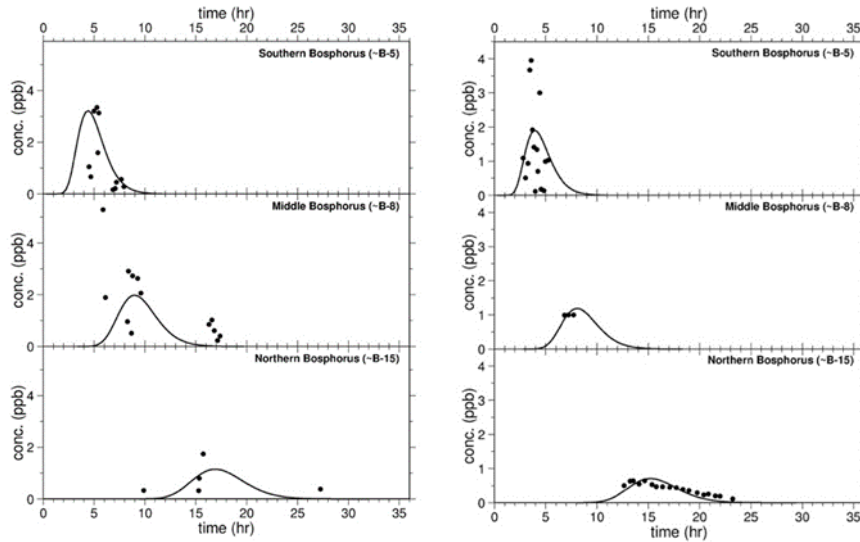 time (hr)
0 5 10 15 20 25 30 35
Southern Bosphorus (~B-5)
conc. (ppb)
4
2
0
Middle Bosphorus (~B-8)
conc. (ppb)
4
2
0
Northern Bosphorus (~B-15)
conc. (ppb)
4
2
0
0 5 10 15 20 25 30 35
time (hr)
time (hr)
0 5 10 15 20 25 30 35
Southern Bosphorus (~B-5)
conc. (ppb)
4
3
2
1
0
Middle Bosphorus (~B-8)
conc. (ppb)
4
3
2
1
0
Northern Bosphorus (~B-15)
conc. (ppb)
4
3
2
1
0
0 5 10 15 20 25 30 35
time (hr)